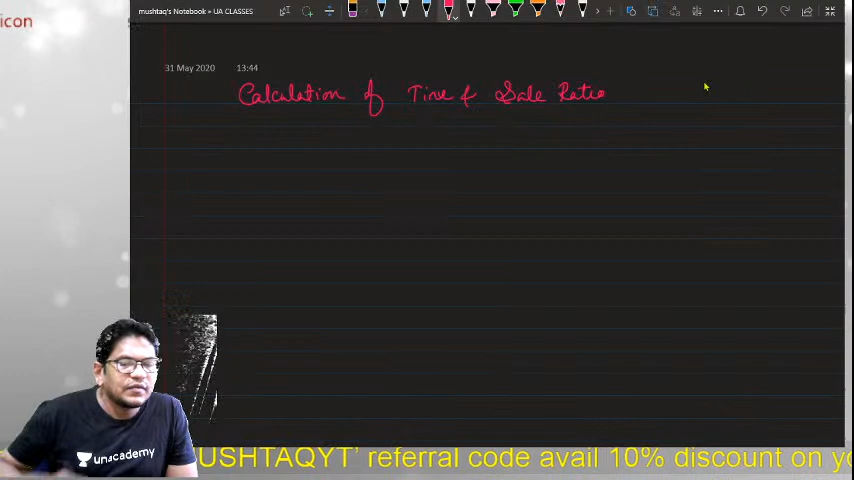 icon
mushtaq's Notebook » UA CLASSES
31 May 2020 13:44
Calculation of Time & Sale Ratio
unacademy
USHTAQYT’ referral code avail 10% discount on yo